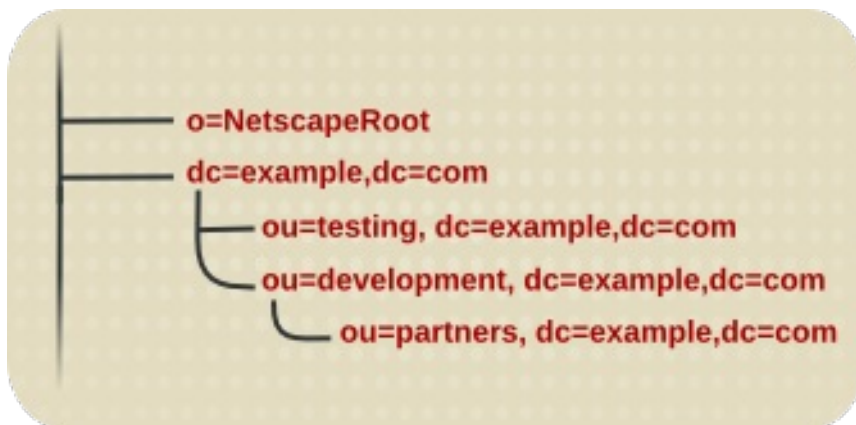 o=NetscapeRoot
dc=example,dc=com
ou=testing, dc=example,dc=com
ou=development, dc=example,dc=com
ou=partners, dc=example,dc=com